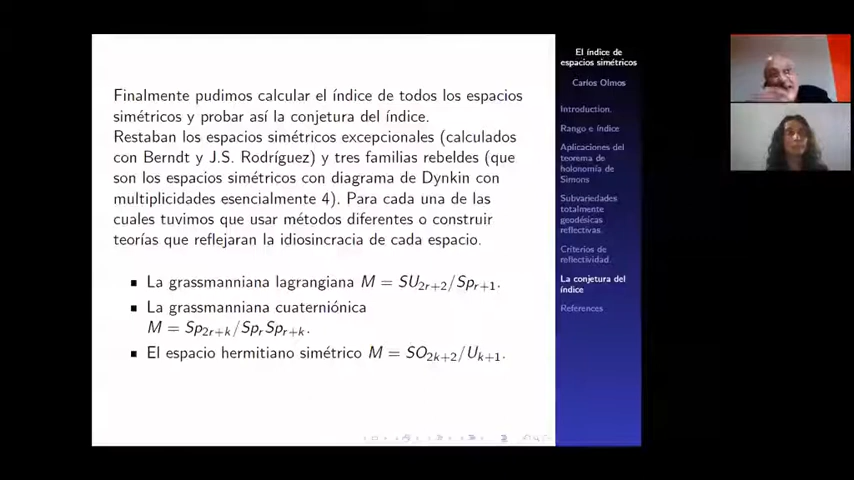 Finalmente pudimos calcular el índice de todos los espacios
simétricos y probar así la conjetura del índice.
Restaban los espacios simétricos excepcionales (calculados
con Berndt y J.S. Rodríguez) y tres familias rebeldes (que
son los espacios simétricos con diagrama de Dynkin con
multiplicidades esencialmente 4). Para cada una de las
cuales tuvimos que usar métodos diferentes o construir
teorías que reflejaran la idiosincracia de cada espacio.
▪ La grassmanniana lagrangiana M = SU₂ᵣ₊₂/Spᵣ₊₁.
▪ La grassmanniana cuaterniónica
M = Sp₂ᵣ₊ₖ/SpᵣSpᵣ₊ₖ.
▪ El espacio hermitiano simétrico M = SO₂ₖ₊₂/Uₖ₊₁.
El índice de
espacios simétricos
Carlos Olmos
Introduction.
Rango e índice
Aplicaciones del
teorema de
holonomía de
Simons
Subvariedades
totalmente
geodésicas
reflectivas.
Criterios de
reflectividad.
La conjetura del
índice
References